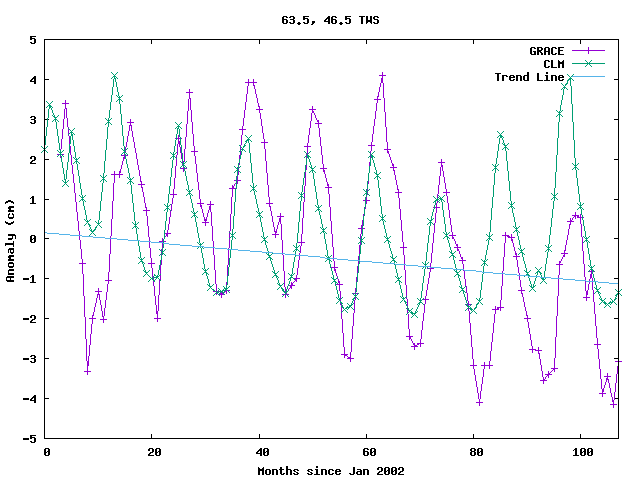 63.5, 46.5 TWS
GRACE
CLM
Trend Line
5
4
3
2
1
0
-1
-2
-3
-4
-5
Anomaly (cm)
0 20 40 60 80 100
Months since Jan 2002